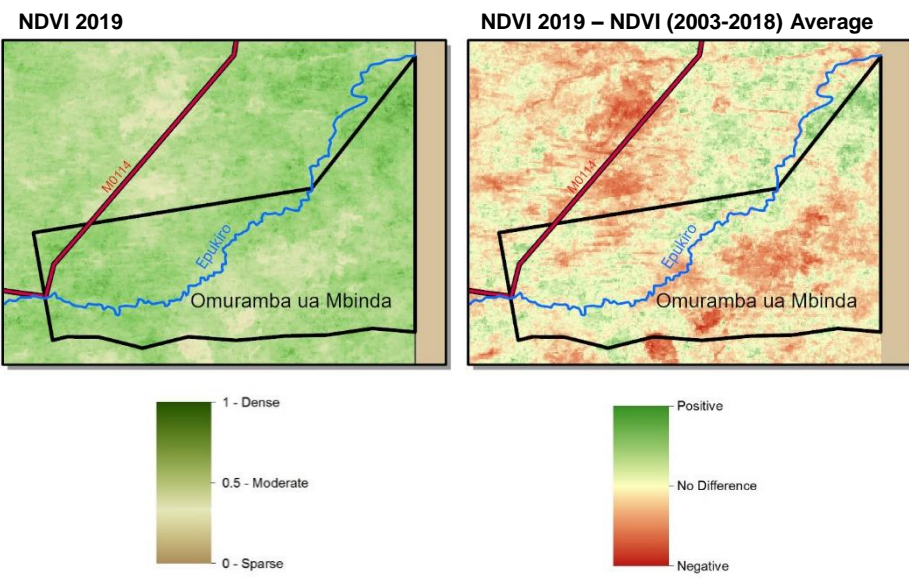 NDVI 2019
NDVI 2019 – NDVI (2003-2018) Average
M0114
Epukiro
Omuramba ua Mbinda
M0114
Epukiro
Omuramba ua Mbinda
1 - Dense
0.5 - Moderate
0 - Sparse
Positive
No Difference
Negative